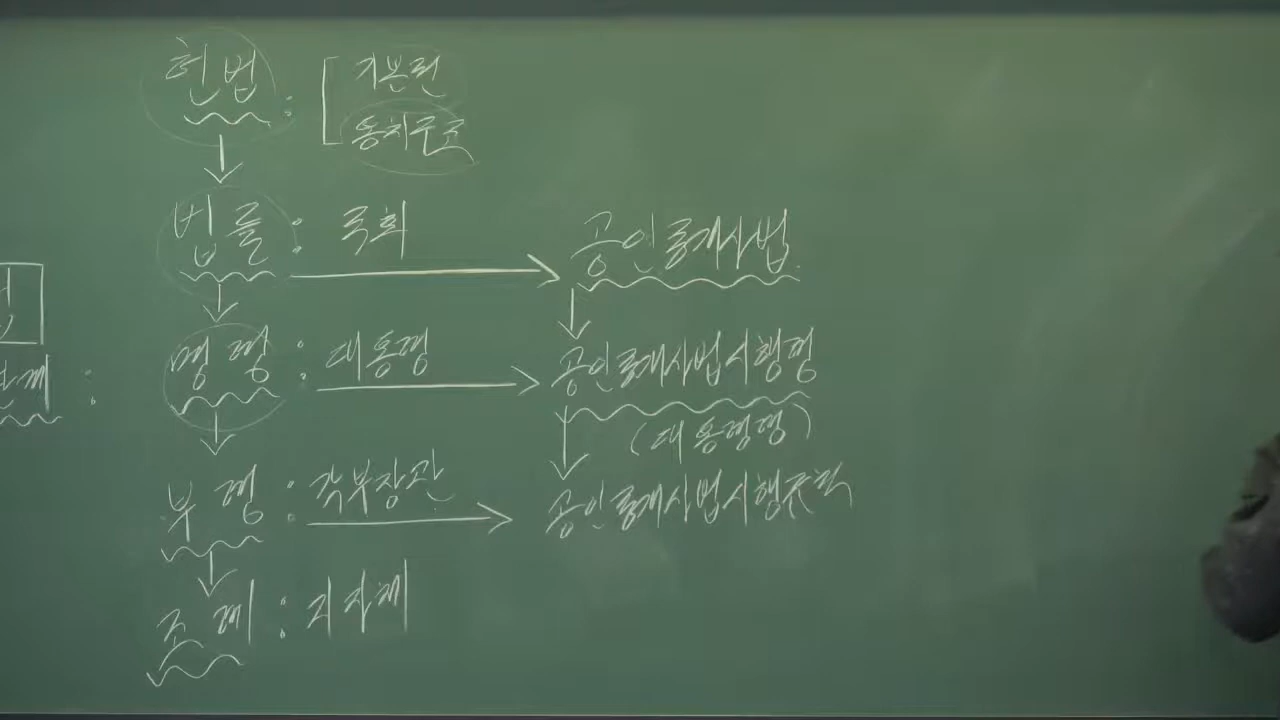 헌법 : 기본권
통치구조
법률 : 국회 → 공인중개사법
명령 : 대통령 → 공인중개사법시행령
(대통령령)
부령 : 각부장관 → 공인중개사법시행규칙
조례 : 지자체